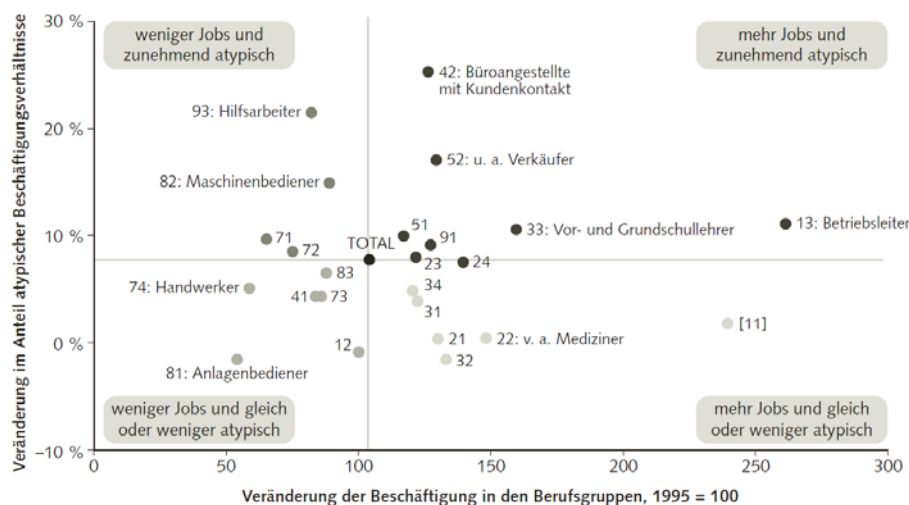 Veränderung im Anteil atypischer Beschäftigungsverhältnisse
30 %
20 %
10 %
0 %
–10 %
weniger Jobs und
zunehmend atypisch
mehr Jobs und
zunehmend atypisch
42: Büroangestellte
mit Kundenkontakt
93: Hilfsarbeiter
52: u. a. Verkäufer
82: Maschinenbediener
51
33: Vor- und Grundschullehrer
13: Betriebsleiter
71
72
TOTAL
91
23
24
83
34
74: Handwerker
41
73
31
[11]
12
21
22: v. a. Mediziner
32
81: Anlagenbediener
weniger Jobs und gleich
oder weniger atypisch
mehr Jobs und gleich
oder weniger atypisch
0
50
100
150
200
250
300
Veränderung der Beschäftigung in den Berufsgruppen, 1995 = 100